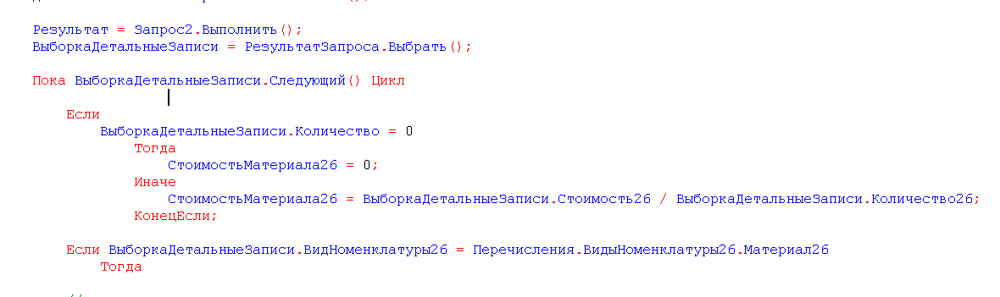 Результат = Запрос2.Выполнить();
ВыборкаДетальныеЗаписи = РезультатЗапроса.Выбрать();
Пока ВыборкаДетальныеЗаписи.Следующий() Цикл
Если
ВыборкаДетальныеЗаписи.Количество = 0
Тогда
СтоимостьМатериала26 = 0;
Иначе
СтоимостьМатериала26 = ВыборкаДетальныеЗаписи.Стоимость26 / ВыборкаДетальныеЗаписи.Количество26;
КонецЕсли;
Если ВыборкаДетальныеЗаписи.ВидНоменклатуры26 = Перечисления.ВидыНоменклатуры26.Материал26
Тогда
//